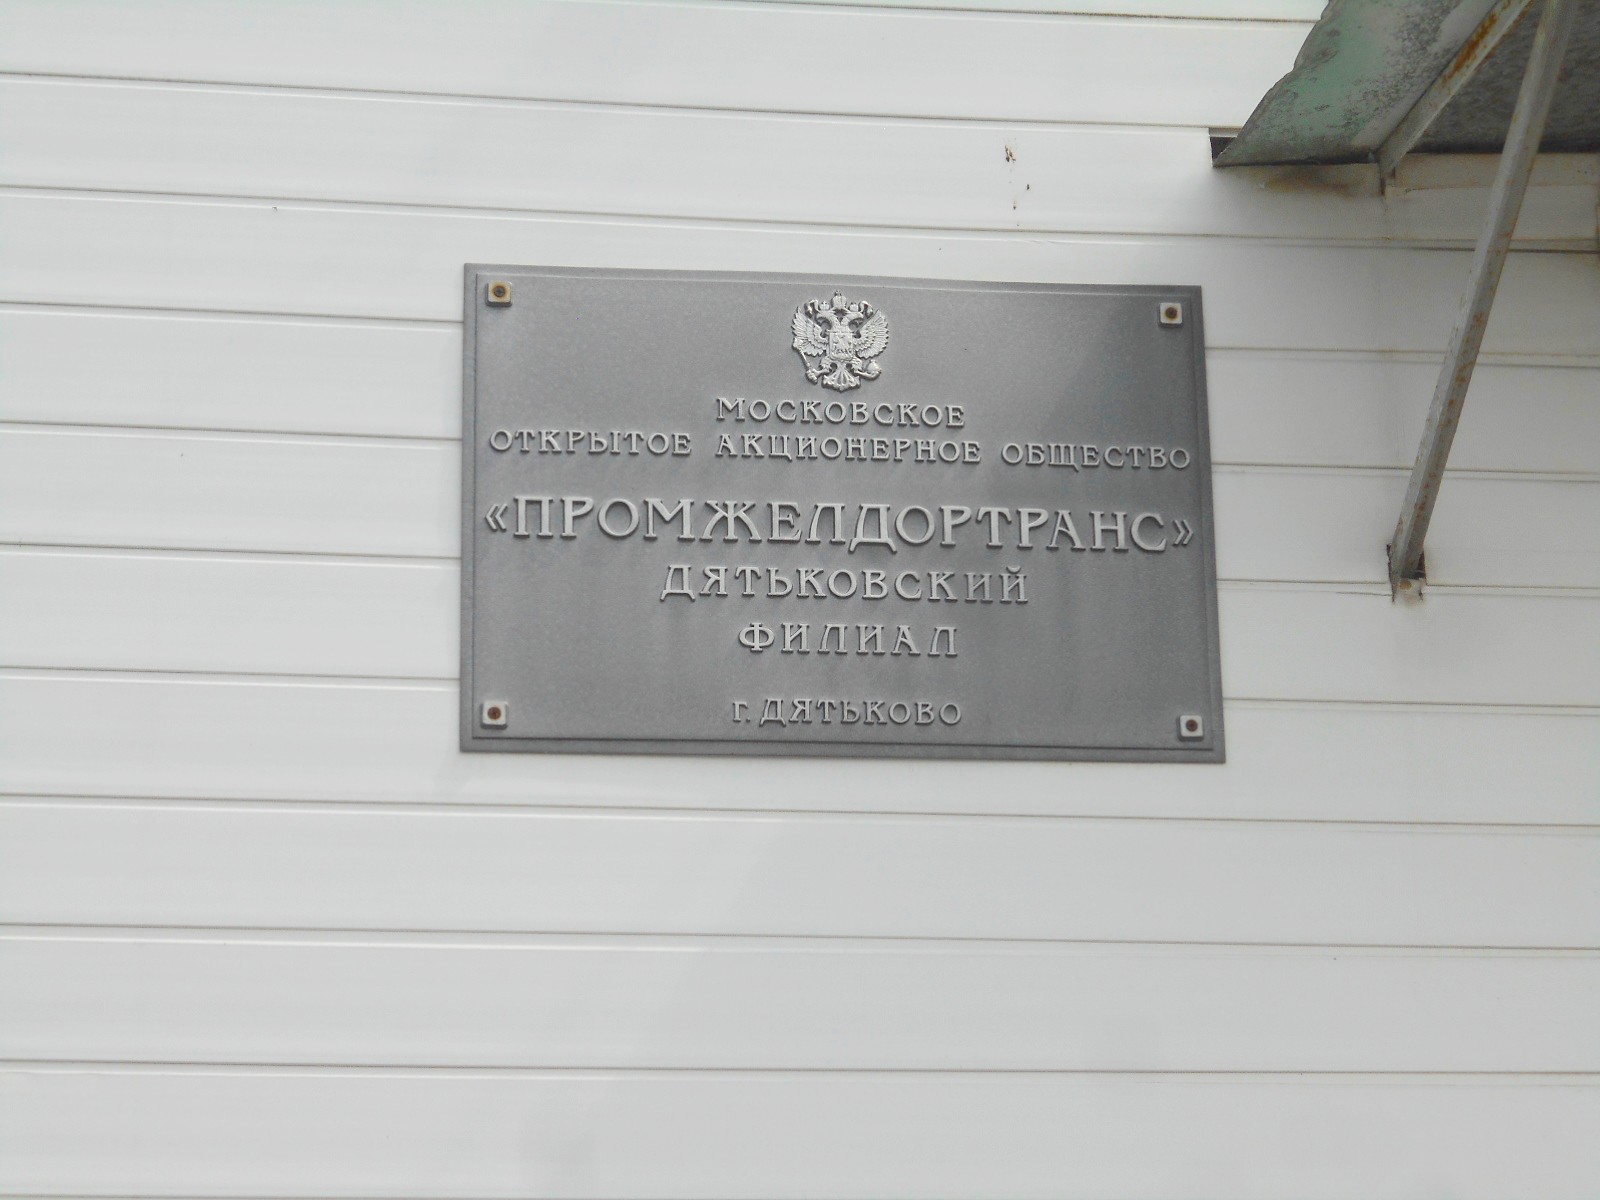 МОСКОВСКОЕ
ОТКРЫТОЕ АКЦИОНЕРНОЕ ОБЩЕСТВО
«ПРОМЖЕЛДОРТРАНС»
ДЯТЬКОВСКИЙ
ФИЛИАЛ
г. ДЯТЬКОВО